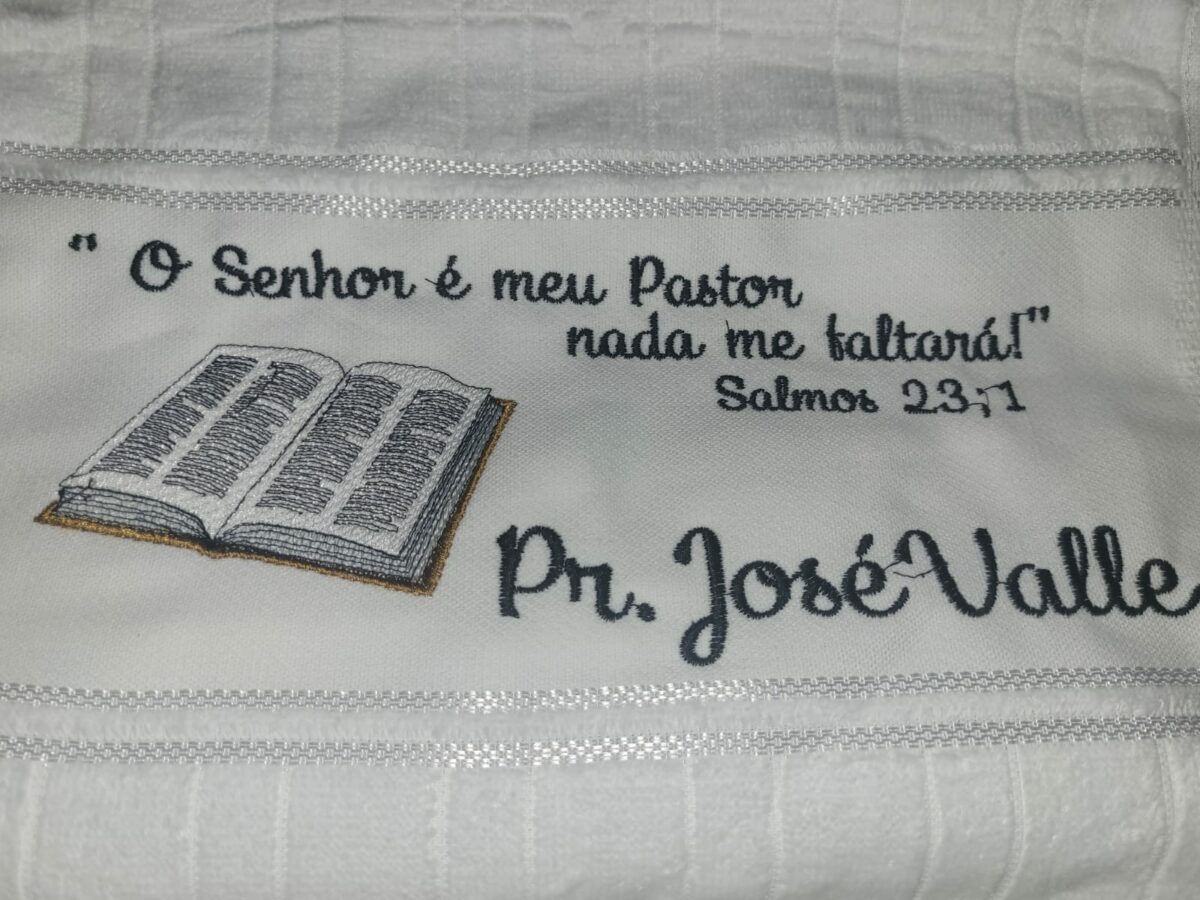 " O Senhor é meu Pastor
nada me faltará!"
Salmos 23;1
Pr. José Valle